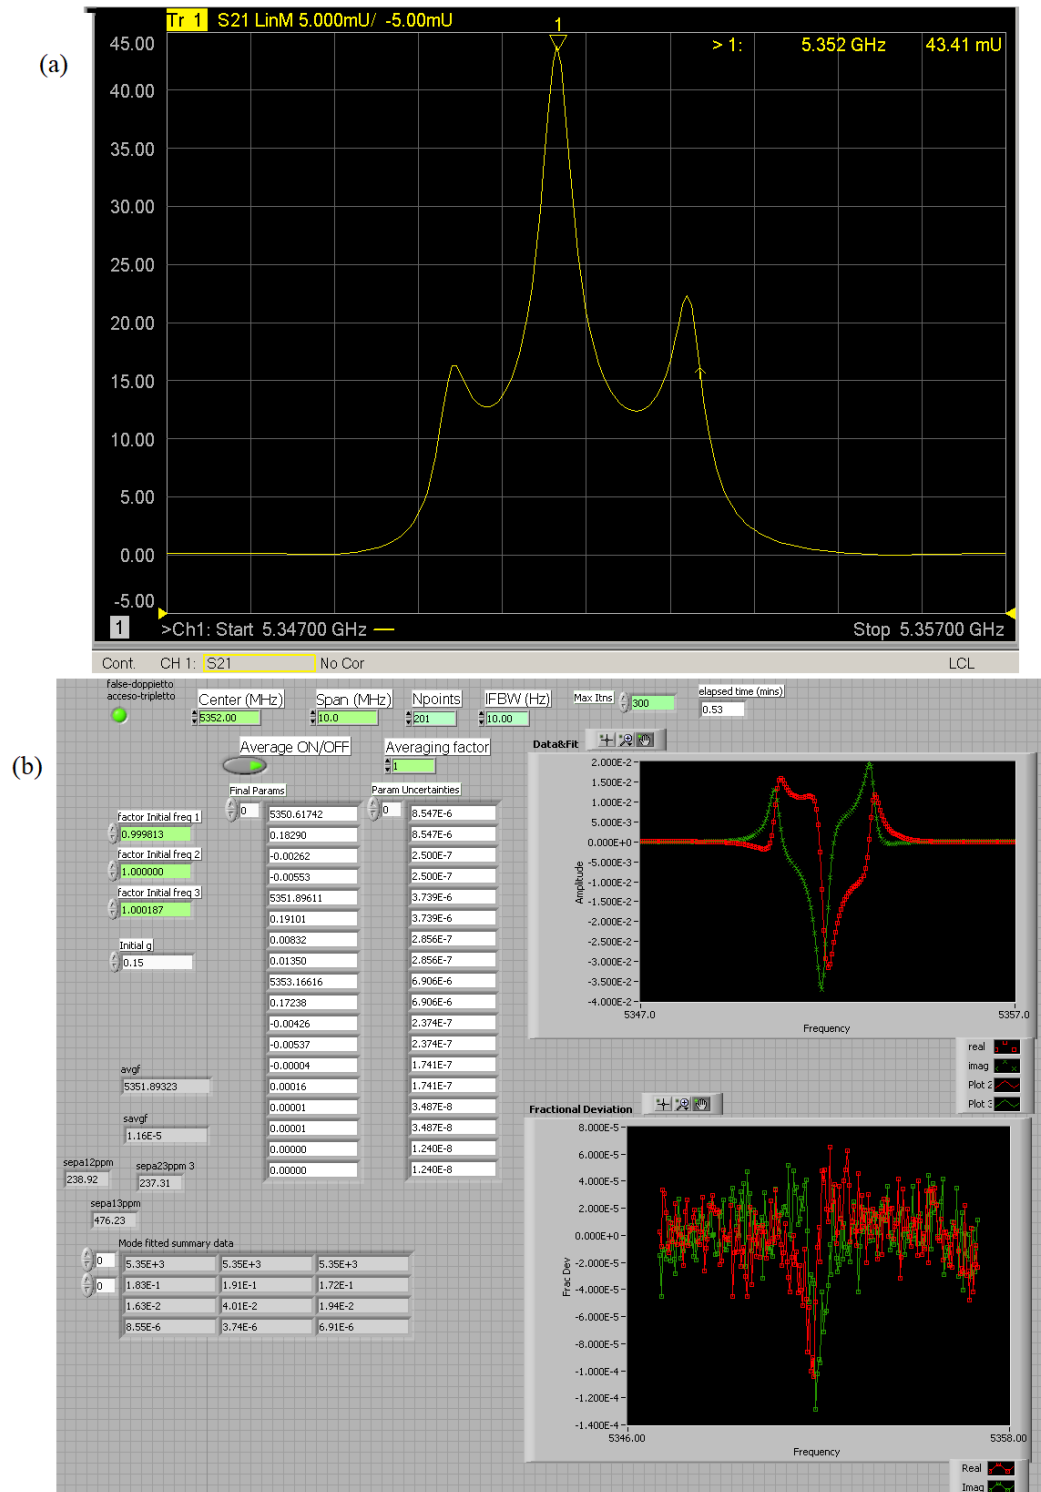 (a)
Tr 1 S21 LinM 5.000mU/ -5.00mU
1
> 1: 5.352 GHz 43.41 mU
45.00
40.00
35.00
30.00
25.00
20.00
15.00
10.00
5.00
0.00
-5.00
1 >Ch1: Start 5.34700 GHz Stop 5.35700 GHz
Cont. CH 1: S21 No Cor LCL
(b)
false-doppietto
acceso-tripletto
Center (MHz) Span (MHz) Npoints IFBW (Hz) Max Itns elapsed time (mins)
5352.00 10.0 201 10.00 300 0.53
Average ON/OFF Averaging factor
1
Final Params Param Uncertainties
0 0
5350.61742 8.547E-6
0.18290 8.547E-6
-0.00262 2.500E-7
-0.00553 2.500E-7
5351.89611 3.739E-6
0.19101 3.739E-6
0.00832 2.856E-7
0.01350 2.856E-7
5353.16616 6.906E-6
0.17238 6.906E-6
-0.00426 2.374E-7
-0.00537 2.374E-7
-0.00004 1.741E-7
0.00016 1.741E-7
0.00001 3.487E-8
0.00001 3.487E-8
0.00000 1.240E-8
0.00000 1.240E-8
factor Initial freq 1
0.999813
factor Initial freq 2
1.000000
factor Initial freq 3
1.000187
Initial g
0.15
avgf
5351.89323
savgf
1.16E-5
sepa12ppm sepa23ppm 3
238.92 237.31
sepa13ppm
476.23
Mode fitted summary data
0 0
5.35E+3 5.35E+3 5.35E+3
1.83E-1 1.91E-1 1.72E-1
1.63E-2 4.01E-2 1.94E-2
8.55E-6 3.74E-6 6.91E-6
Data&Fit
2.000E-2
1.500E-2
1.000E-2
5.000E-3
0.000E+0
-5.000E-3
-1.000E-2
-1.500E-2
-2.000E-2
-2.500E-2
-3.000E-2
-3.500E-2
-4.000E-2
Amplitude
5347.0 5357.0
Frequency
real
imag
Plot 2
Plot 3
Fractional Deviation
8.000E-5
6.000E-5
4.000E-5
2.000E-5
0.000E+0
-2.000E-5
-4.000E-5
-6.000E-5
-8.000E-5
-1.000E-4
-1.200E-4
-1.400E-4
Frac Dev
5346.00 5358.00
Frequency
Real
Imag